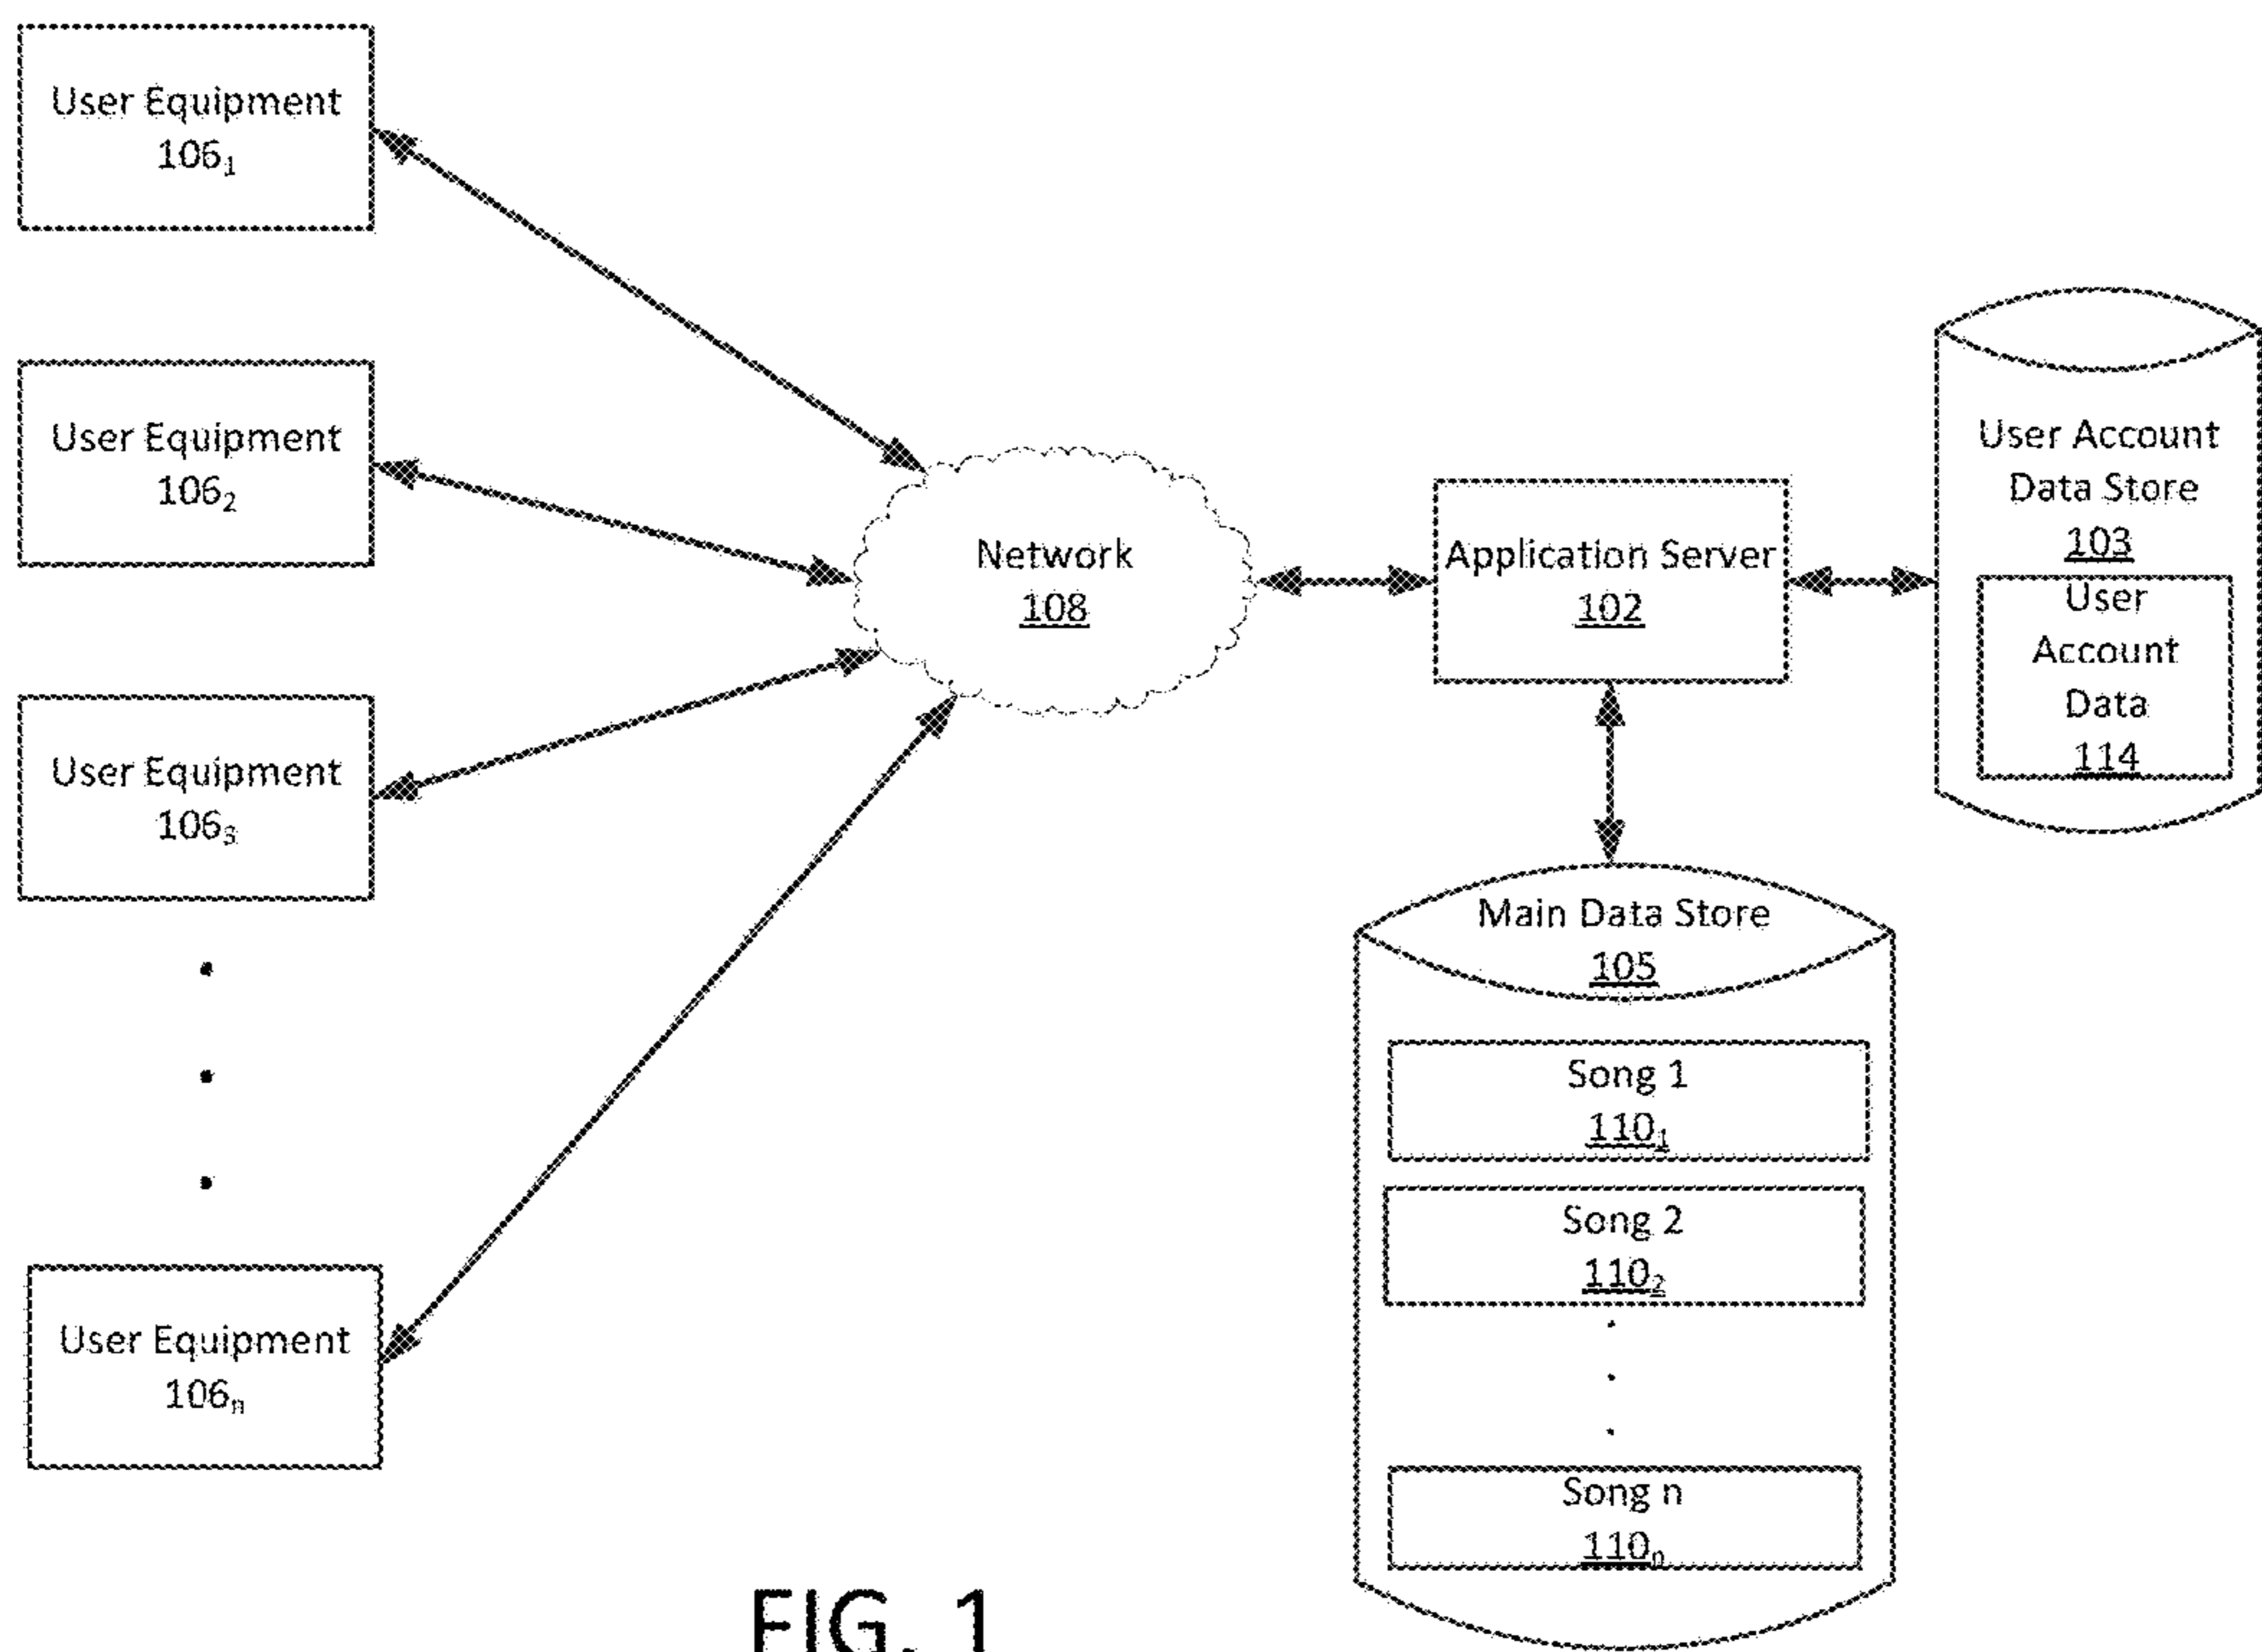 User Equipment
106₁
User Equipment
106₂
User Equipment
106₃
User Equipment
106ₙ
Network
108
Application Server
102
User Account
Data Store
103
User
Account
Data
114
Main Data Store
105
Song 1
110₁
Song 2
110₂
Song n
110ₙ
FIG. 1